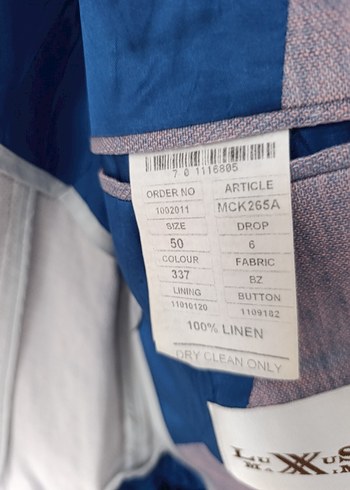 7 0 1116805
ORDER NO ARTICLE
1002011 MCK265A
SIZE DROP
50 6
COLOUR FABRIC
337 BZ
LINING BUTTON
11010120 1109182
100% LINEN
DRY CLEAN ONLY